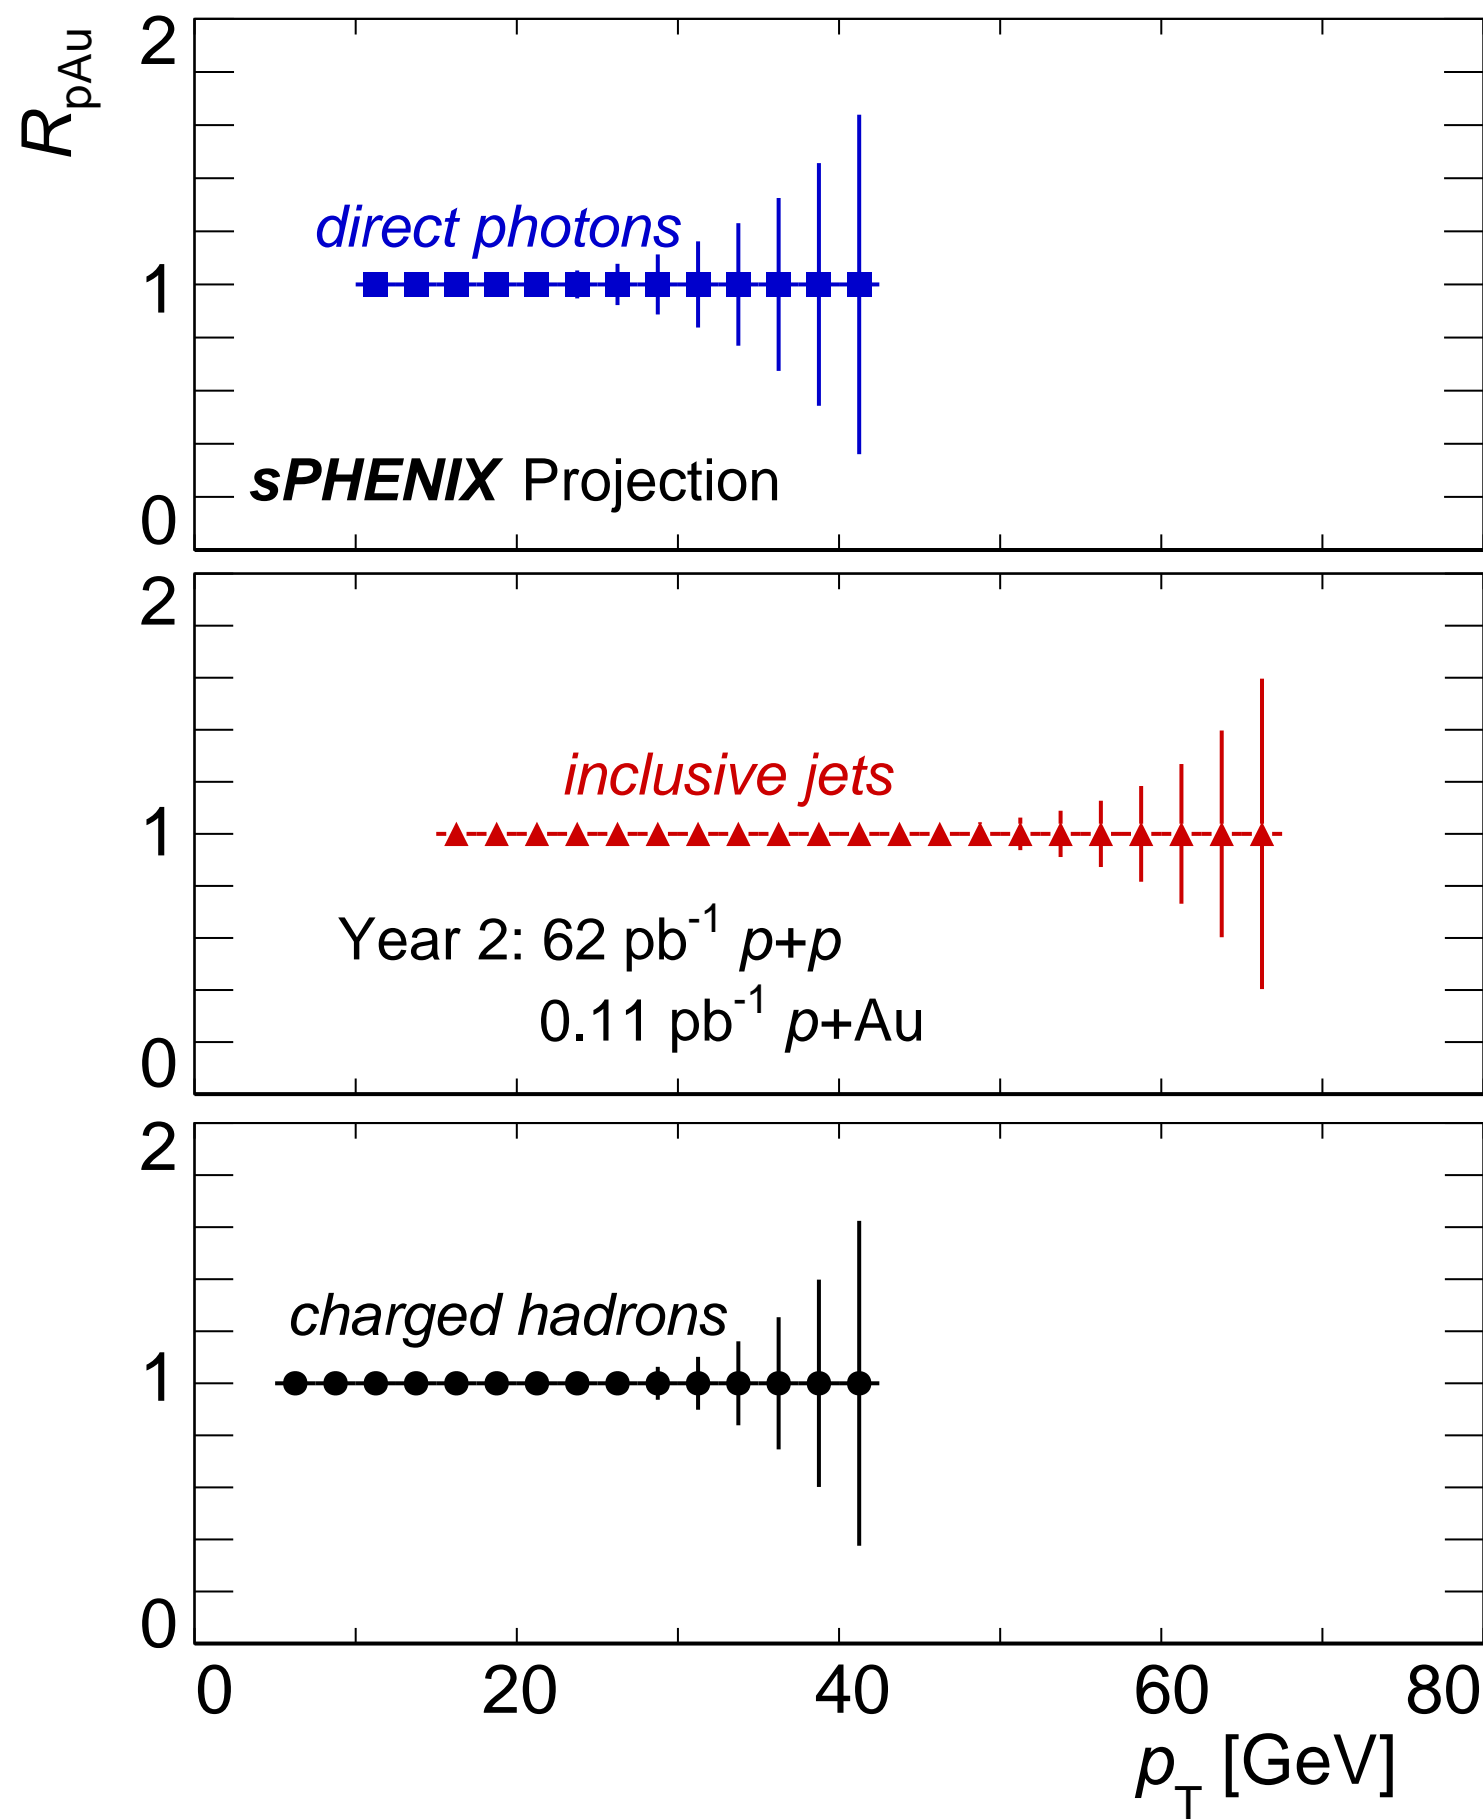 R_pAu
2
direct photons
1
sPHENIX Projection
0
2
inclusive jets
1
Year 2: 62 pb^-1 p+p
0.11 pb^-1 p+Au
0
2
charged hadrons
1
0
0 20 40 60 80
p_T [GeV]